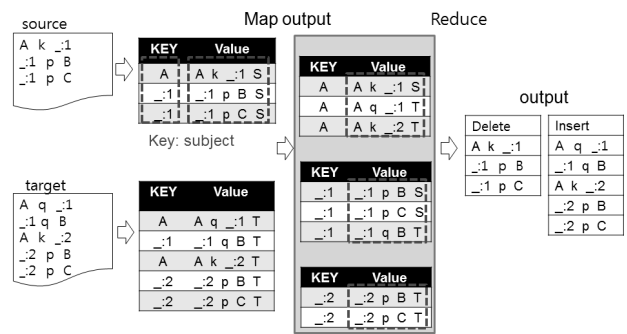 Map output
Reduce
source
A k _:1
_:1 p B
_:1 p C
KEY Value
A A k _:1 S
_:1 _:1 p B S
_:1 _:1 p C S
Key: subject
target
A q _:1
_:1 q B
A k _:2
_:2 p B
_:2 p C
KEY Value
A A q _:1 T
_:1 _:1 q B T
A A k _:2 T
_:2 _:2 p B T
_:2 _:2 p C T
KEY Value
A A k _:1 S
A A q _:1 T
A A k _:2 T
KEY Value
_:1 _:1 p B S
_:1 _:1 p C S
_:1 _:1 q B T
KEY Value
_:2 _:2 p B T
_:2 _:2 p C T
output
Delete
A k _:1
_:1 p B
_:1 p C
Insert
A q _:1
_:1 q B
A k _:2
_:2 p B
_:2 p C